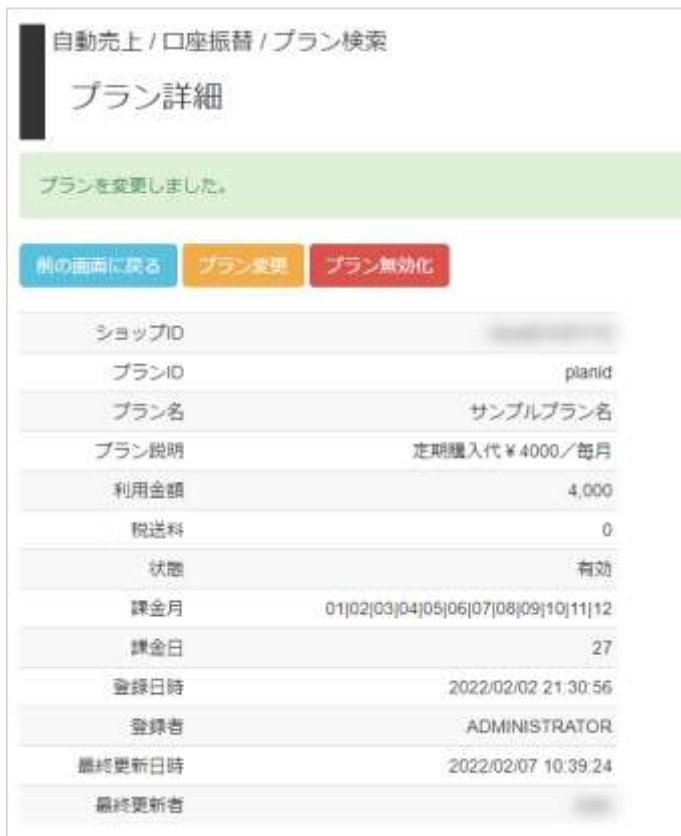 自動売上 / 口座振替 / プラン検索
プラン詳細
プランを変更しました。
前の画面に戻る プラン変更 プラン無効化
ショップID
プランID planid
プラン名 サンプルプラン名
プラン説明 定期購入代￥4000／毎月
利用金額 4,000
税送料 0
状態 有効
課金月 01|02|03|04|05|06|07|08|09|10|11|12
課金日 27
登録日時 2022/02/02 21:30:56
登録者 ADMINISTRATOR
最終更新日時 2022/02/07 10:39:24
最終更新者